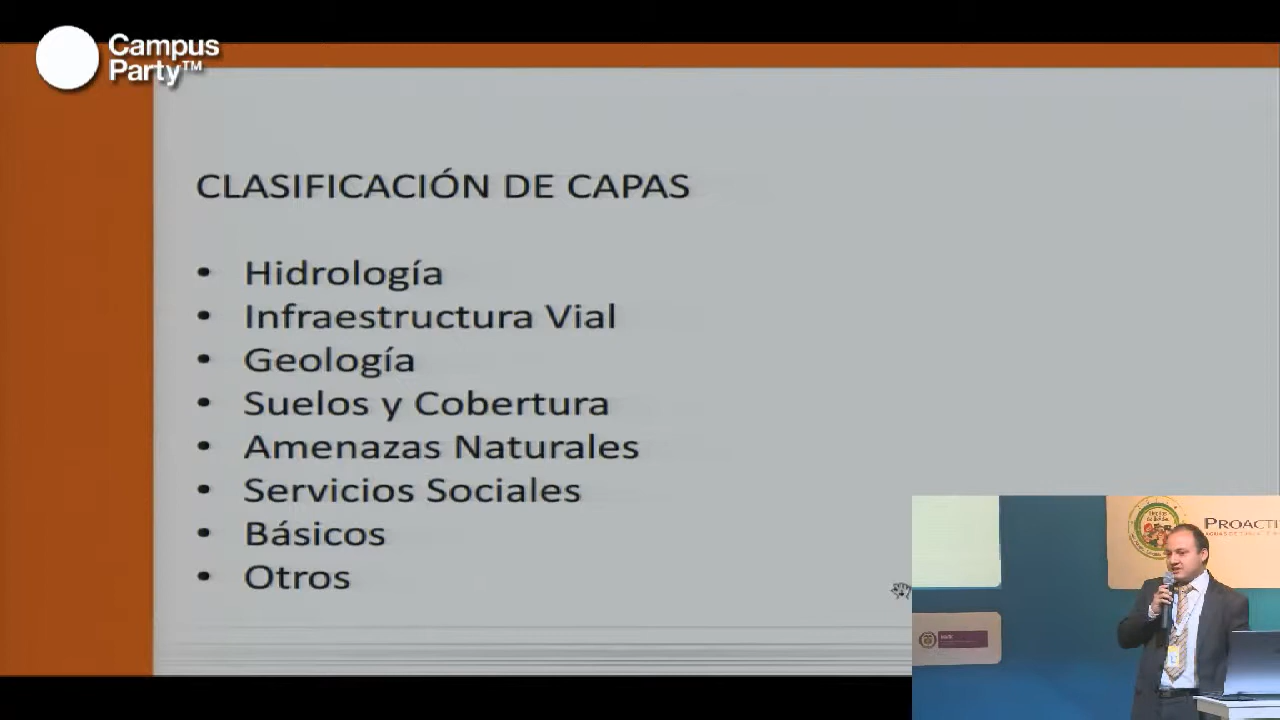 Campus
Party™
CLASIFICACIÓN DE CAPAS
• Hidrología
• Infraestructura Vial
• Geología
• Suelos y Cobertura
• Amenazas Naturales
• Servicios Sociales
• Básicos
• Otros
PROACTI